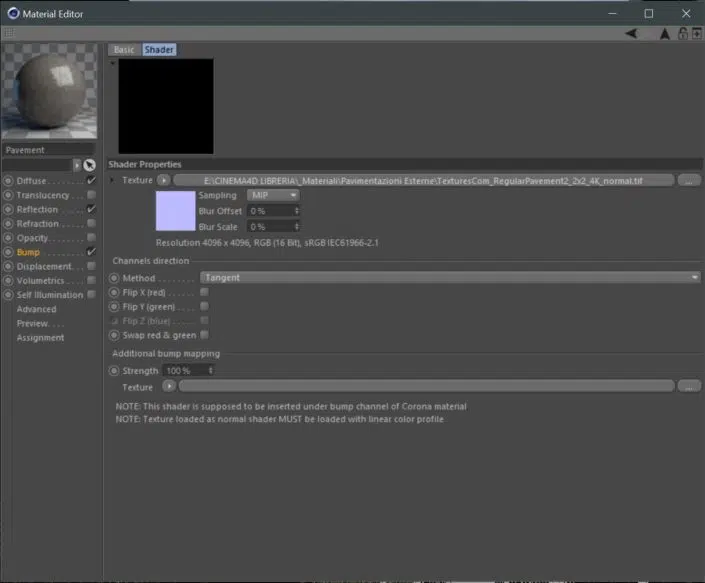 Material Editor
Basic Shader
Pavement
Shader Properties
Texture E:\CINEMA4D LIBRERIA\_Materiali\Pavimentazioni Esterne\TexturesCom_RegularPavement2_2x2_4K_normal.tif ...
Sampling MIP
Blur Offset 0 %
Blur Scale 0 %
Resolution 4096 x 4096, RGB (16 Bit), sRGB IEC61966-2.1
Diffuse . . . . . . . .
Translucency . .
Reflection . . . . .
Refraction. . . . .
Opacity. . . . . . .
Bump . . . . . . . .
Displacement. . .
Volumetrics . . . .
Self Illumination
Advanced
Preview. . . .
Assignment
Channels direction
Method . . . . . . . . Tangent
Flip X (red) . . . . . .
Flip Y (green) . . . .
Flip Z (blue) . . . . .
Swap red & green
Additional bump mapping
Strength 100 %
Texture ...
NOTE: This shader is supposed to be inserted under bump channel of Corona material
NOTE: Texture loaded as normal shader MUST be loaded with linear color profile